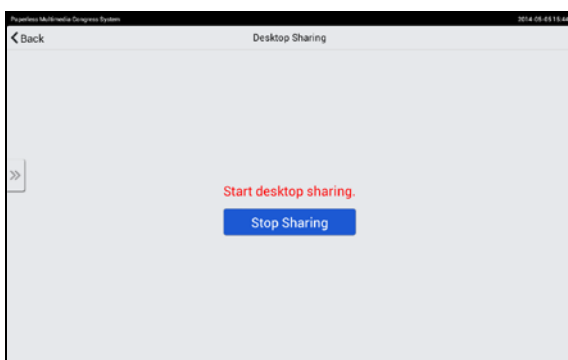 Paperless Multimedia Congress System
2014-05-05 15:44
Back
Desktop Sharing
Start desktop sharing.
Stop Sharing